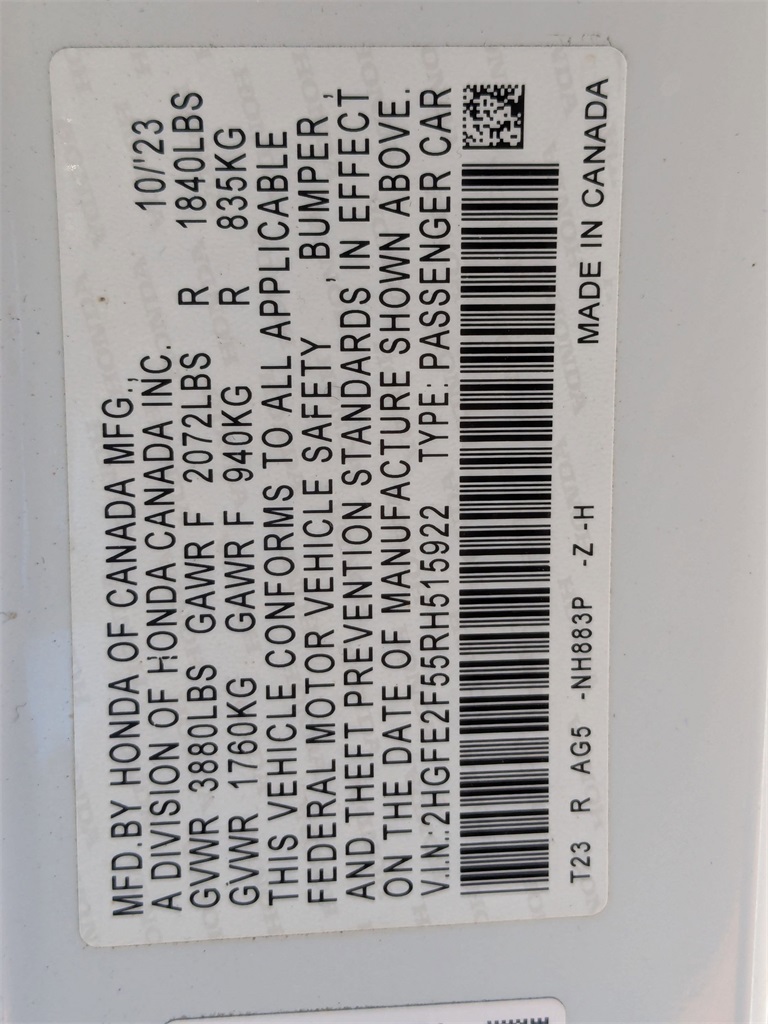 MFD.BY HONDA OF CANADA MFG.,
A DIVISION OF HONDA CANADA INC. 10/'23
GVWR 3880LBS GAWR F 2072LBS R 1840LBS
GVWR 1760KG GAWR F 940KG R 835KG
THIS VEHICLE CONFORMS TO ALL APPLICABLE
FEDERAL MOTOR VEHICLE SAFETY , BUMPER ,
AND THEFT PREVENTION STANDARDS IN EFFECT
ON THE DATE OF MANUFACTURE SHOWN ABOVE.
V.I.N.:2HGFE2F55RH515922 TYPE: PASSENGER CAR
T23 R AG5 -NH883P -Z -H MADE IN CANADA